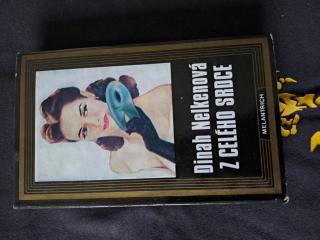 Dinah Nelkenová
Z CELÉHO SRDCE
MELANTRICH